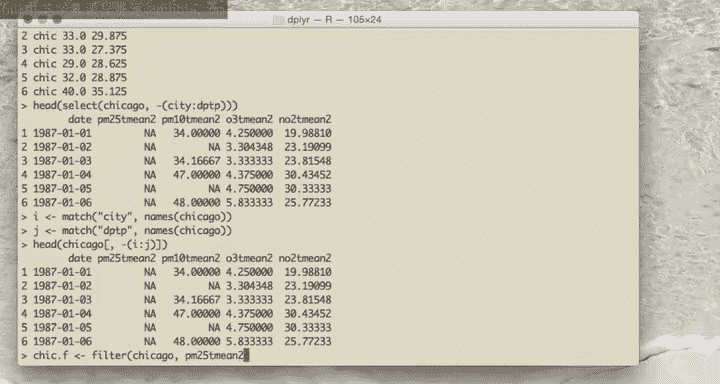 dplyr — R — 105×24
2 chic 33.0 29.875
3 chic 33.0 27.375
4 chic 29.0 28.625
5 chic 32.0 28.875
6 chic 40.0 35.125
> head(select(chicago, -(city:dptp)))
date pm25tmean2 pm10tmean2 o3tmean2 no2tmean2
1 1987-01-01 NA 34.00000 4.250000 19.98810
2 1987-01-02 NA NA 3.304348 23.19099
3 1987-01-03 NA 34.16667 3.333333 23.81548
4 1987-01-04 NA 47.00000 4.375000 30.43452
5 1987-01-05 NA NA 4.750000 30.33333
6 1987-01-06 NA 48.00000 5.833333 25.77233
> i <- match("city", names(chicago))
> j <- match("dptp", names(chicago))
> head(chicago[, -(i:j)])
date pm25tmean2 pm10tmean2 o3tmean2 no2tmean2
1 1987-01-01 NA 34.00000 4.250000 19.98810
2 1987-01-02 NA NA 3.304348 23.19099
3 1987-01-03 NA 34.16667 3.333333 23.81548
4 1987-01-04 NA 47.00000 4.375000 30.43452
5 1987-01-05 NA NA 4.750000 30.33333
6 1987-01-06 NA 48.00000 5.833333 25.77233
> chic.f <- filter(chicago, pm25tmean2